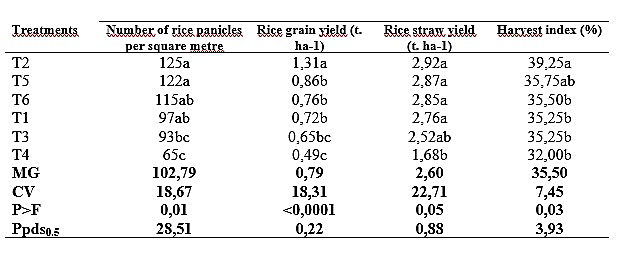 Treatments Number of rice panicles per square metre Rice grain yield (t. ha-1) Rice straw yield (t. ha-1) Harvest index (%)
T2 125a 1,31a 2,92a 39,25a
T5 122a 0,86b 2,87a 35,75ab
T6 115ab 0,76b 2,85a 35,50b
T1 97ab 0,72b 2,76a 35,25b
T3 93bc 0,65bc 2,52ab 35,25b
T4 65c 0,49c 1,68b 32,00b
MG 102,79 0,79 2,60 35,50
CV 18,67 18,31 22,71 7,45
P>F 0,01 <0,0001 0,05 0,03
Ppds0.5 28,51 0,22 0,88 3,93